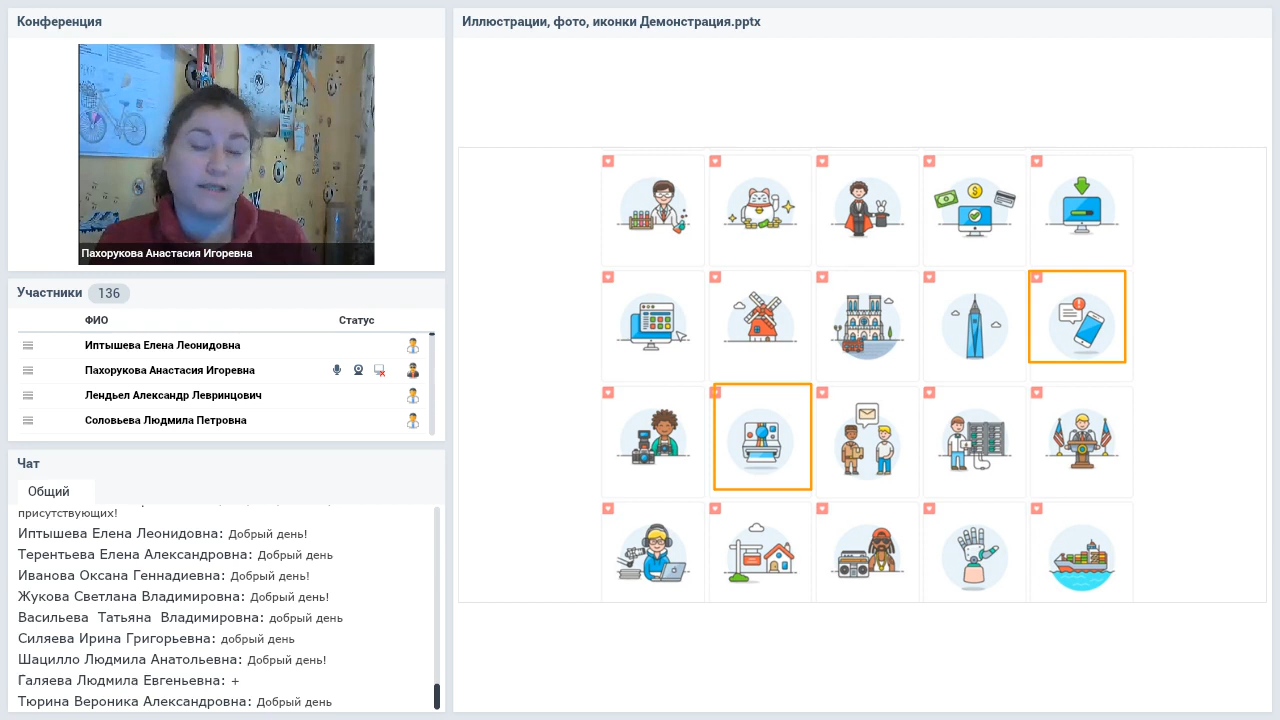 Конференция
Пахорукова Анастасия Игоревна
Участники 136
ФИО Статус
Иптышева Елена Леонидовна
Пахорукова Анастасия Игоревна
Лендьел Александр Левринцович
Соловьева Людмила Петровна
Чат
Общий
присутствующих!
Иптышева Елена Леонидовна: Добрый день!
Терентьева Елена Александровна: Добрый день
Иванова Оксана Геннадиевна: Добрый день!
Жукова Светлана Владимировна: Добрый день!
Васильева Татьяна Владимировна: добрый день
Силяева Ирина Григорьевна: добрый день
Шацилло Людмила Анатольевна: Добрый день!
Галяева Людмила Евгеньевна: +
Тюрина Вероника Александровна: Добрый день
Иллюстрации, фото, иконки Демонстрация.pptx